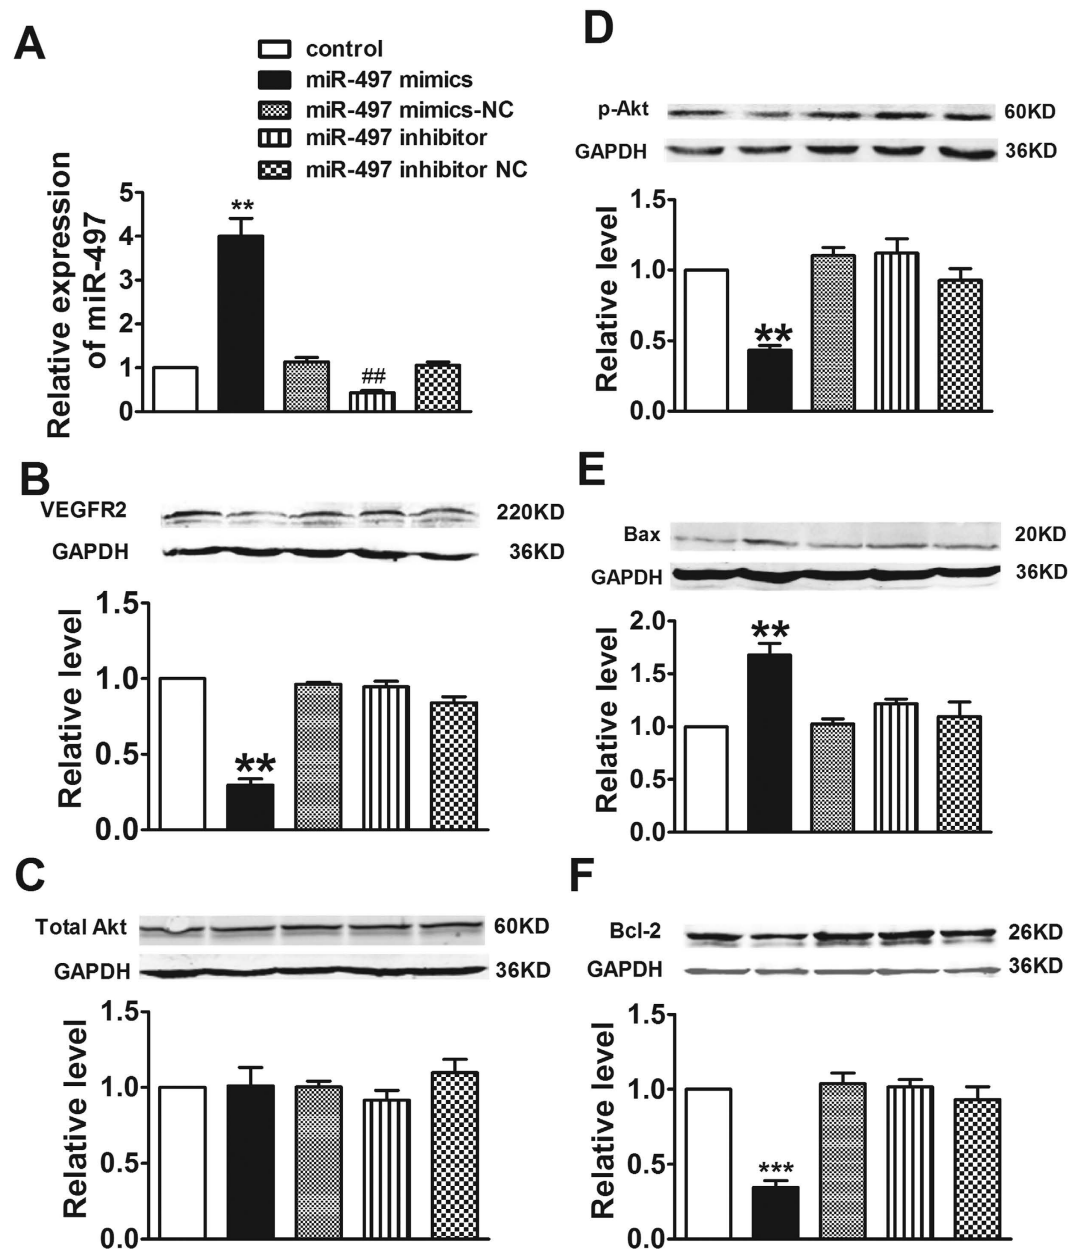 A
control
miR-497 mimics
miR-497 mimics-NC
miR-497 inhibitor
miR-497 inhibitor NC
Relative expression
of miR-497
5
4
3
2
1
0
**
##
B
VEGFR2
220KD
GAPDH
36KD
Relative level
1.5
1.0
0.5
0.0
**
C
Total Akt
60KD
GAPDH
36KD
Relative level
1.5
1.0
0.5
0.0
D
p-Akt
60KD
GAPDH
36KD
Relative level
1.5
1.0
0.5
0.0
**
E
Bax
20KD
GAPDH
36KD
Relative level
2.0
1.5
1.0
0.5
0.0
**
F
Bcl-2
26KD
GAPDH
36KD
Relative level
1.5
1.0
0.5
0.0
***